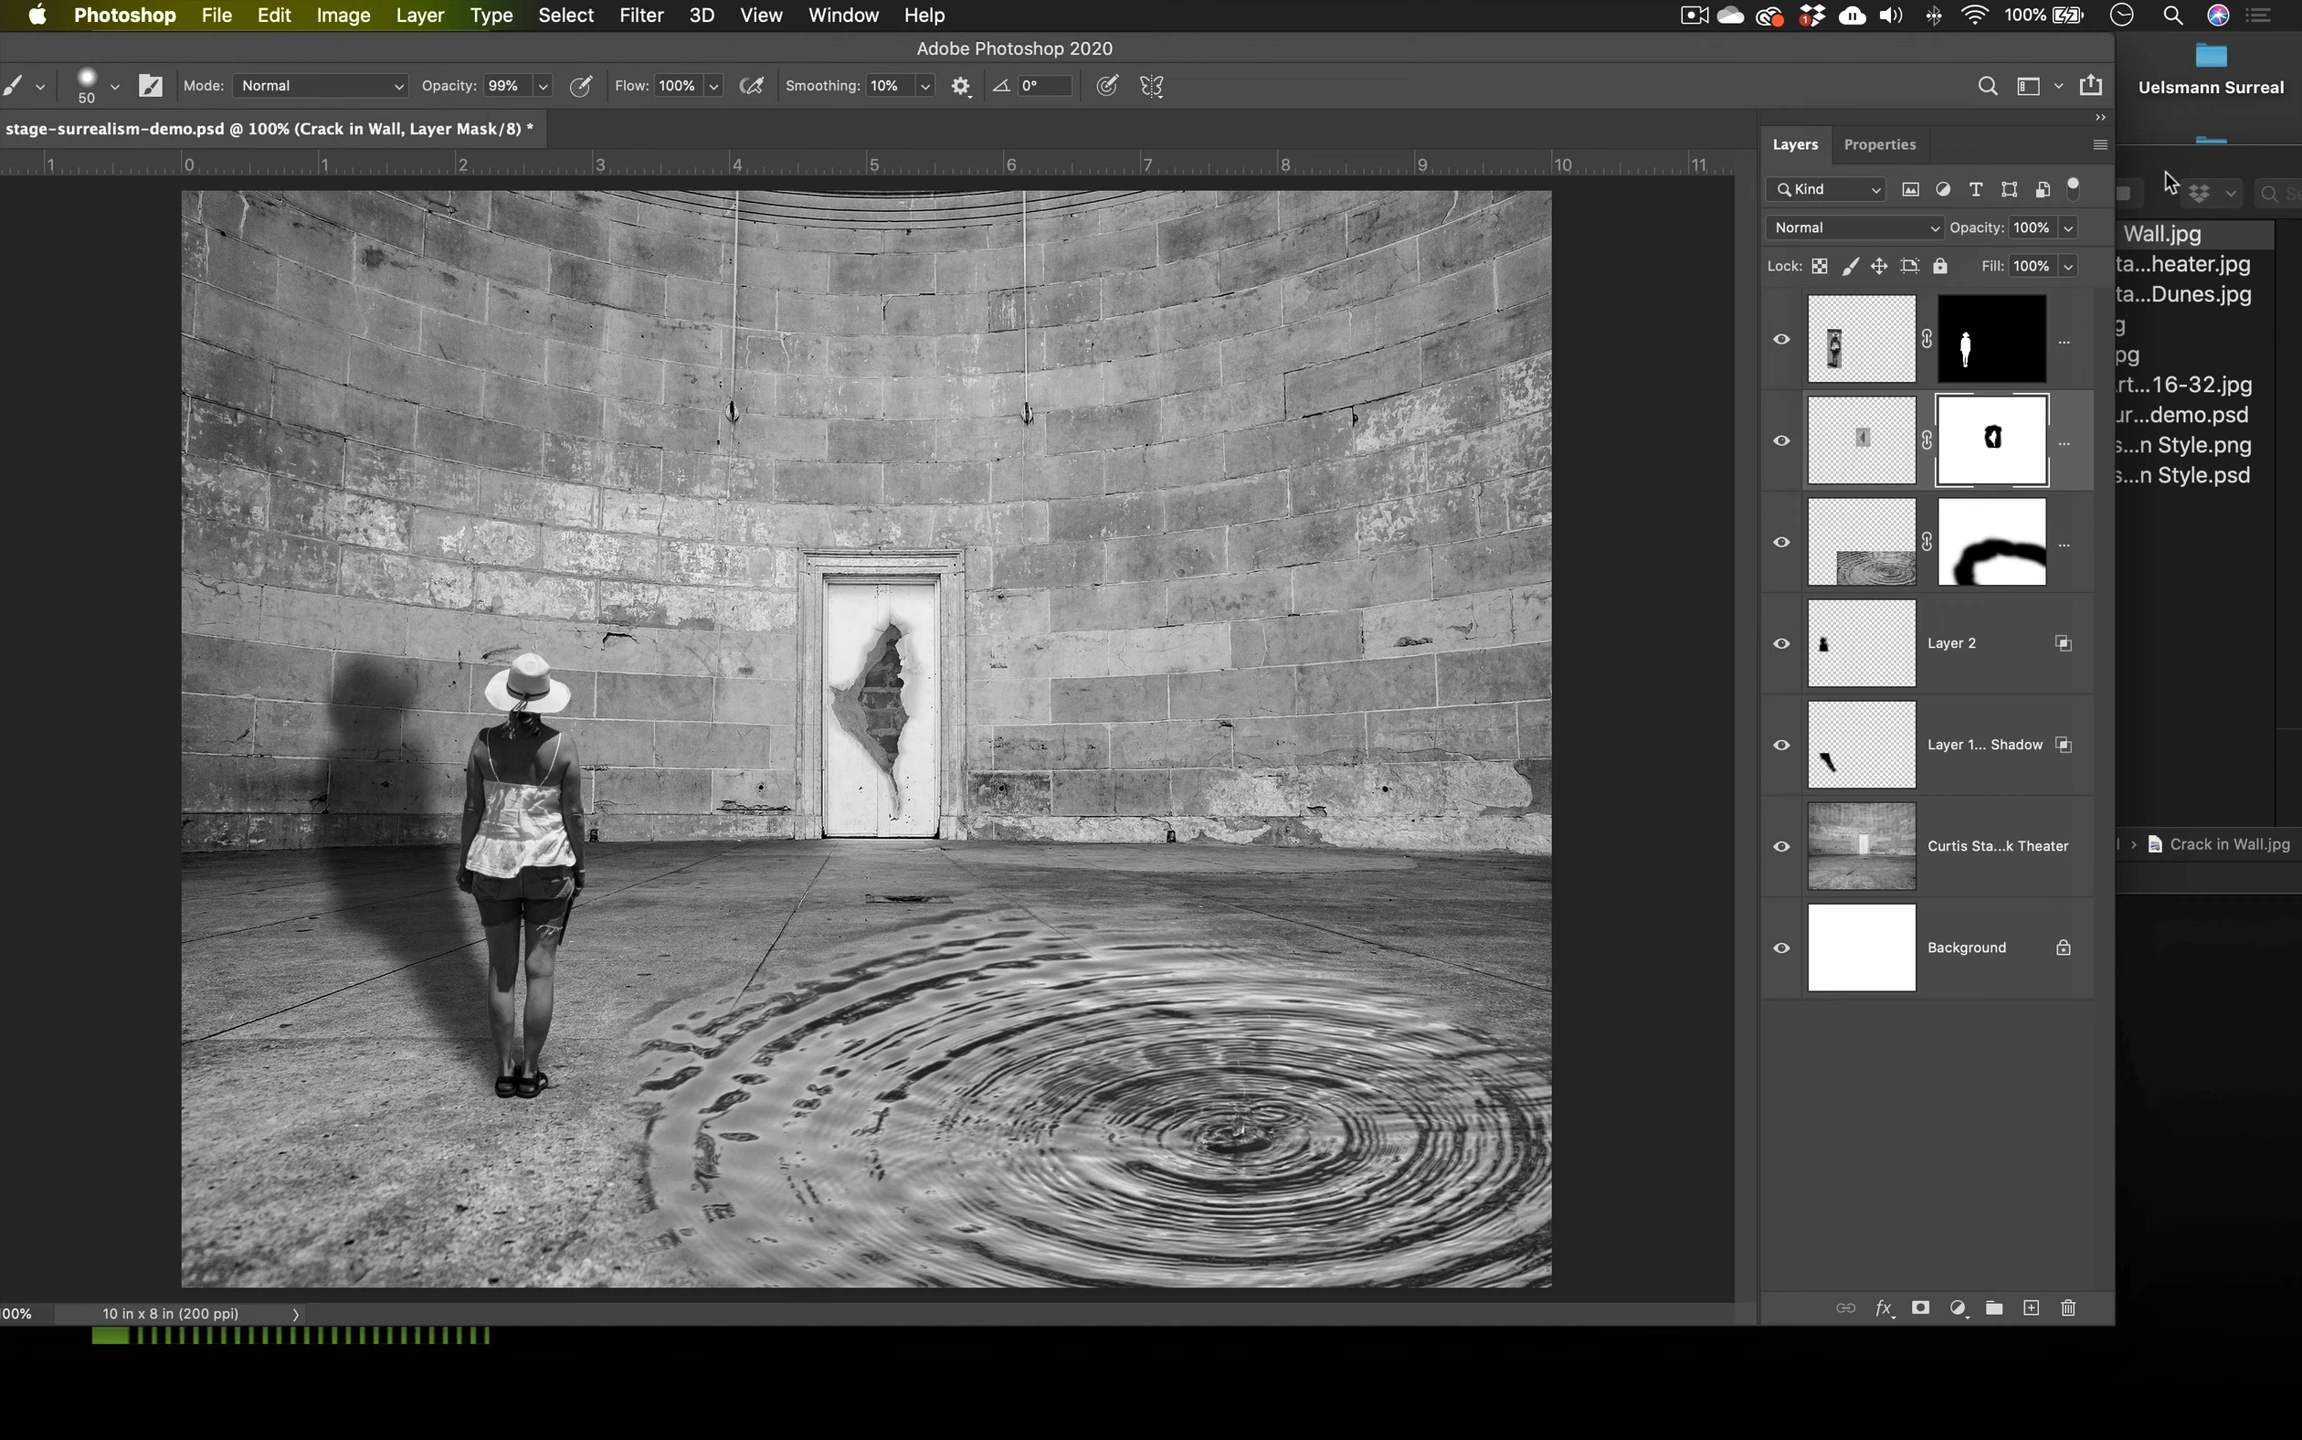 Photoshop File Edit Image Layer Type Select Filter 3D View Window Help 1 100%
Adobe Photoshop 2020
50 Mode: Normal Opacity: 99% Flow: 100% Smoothing: 10% 0°
Uelsmann Surreal
stage-surrealism-demo.psd @ 100% (Crack in Wall, Layer Mask/8) *
Layers Properties
1 0 1 2 3 4 5 6 7 8 9 10 11
Kind
Normal Opacity: 100%
Lock: Fill: 100%
Wall.jpg
ta...heater.jpg
ta...Dunes.jpg
g
pg
rt...16-32.jpg
ur...demo.psd
s...n Style.png
s...n Style.psd
Layer 2
Layer 1... Shadow
Curtis Sta...k Theater
Crack in Wall.jpg
Background
fx
00% 10 in x 8 in (200 ppi)